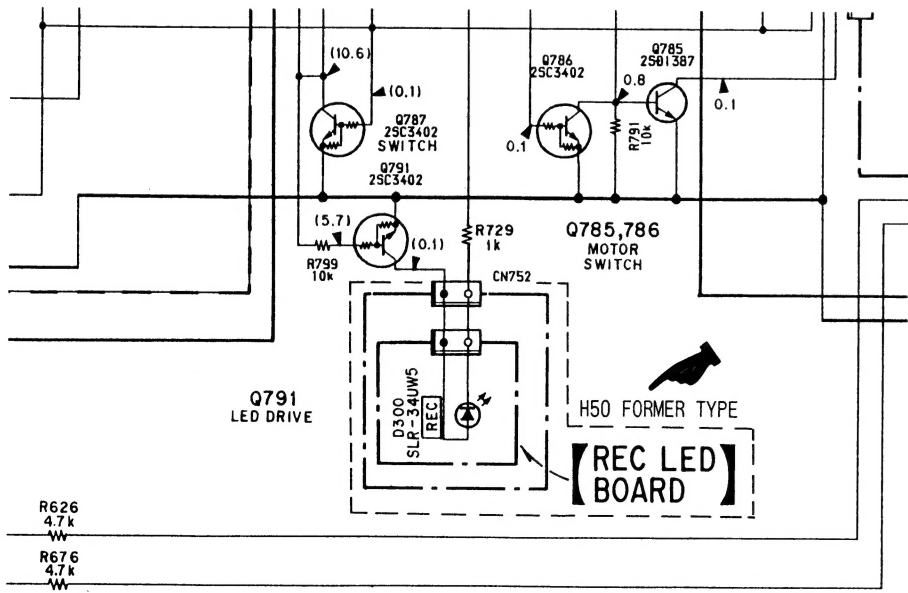 (10.6)
(0.1)
Q787
2SC3402
SWITCH
Q791
2SC3402
Q786
2SC3402
0.1
0.8
Q785
2SD1387
0.1
R791
10k
(5.7)
R799
10k
(0.1)
R729
1k
CN752
Q785,786
MOTOR
SWITCH
Q791
LED DRIVE
D300
SLR-34UW5
REC
H50 FORMER TYPE
【REC LED
BOARD】
R626
4.7k
R676
4.7k